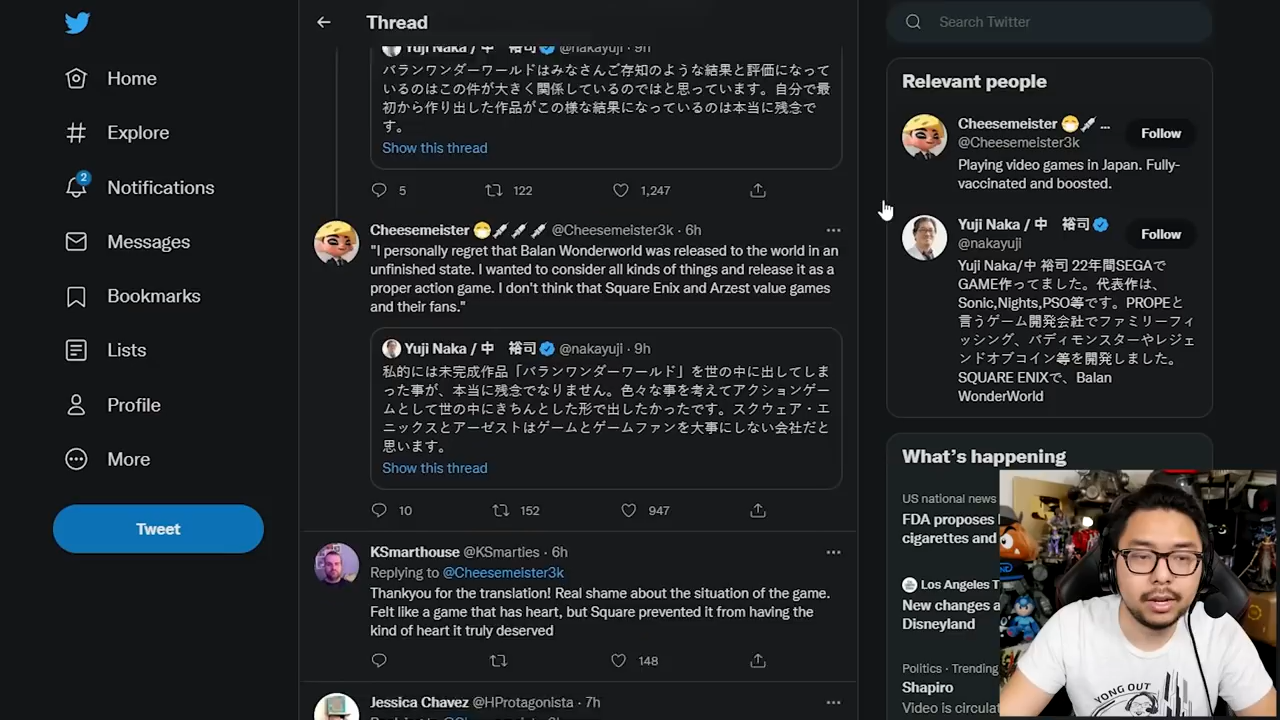 Thread
Search Twitter
Home
Explore
2
Notifications
Messages
Bookmarks
Lists
Profile
More
Tweet
Yuji Naka / 中 裕司 @nakayuji · 9h
バランワンダーワールドはみなさんご存知のような結果と評価になって
いるのはこの件が大きく関係しているのではと思っています。自分で最
初から作り出した作品がこの様な結果になっているのは本当に残念で
す。
Show this thread
5
122
1,247
Cheesemeister @Cheesemeister3k · 6h
"I personally regret that Balan Wonderworld was released to the world in an
unfinished state. I wanted to consider all kinds of things and release it as a
proper action game. I don't think that Square Enix and Arzest value games
and their fans."
Yuji Naka / 中 裕司 @nakayuji · 9h
私的には未完成作品「バランワンダーワールド」を世の中に出してしま
った事が、本当に残念でなりません。色々な事を考えてアクションゲー
ムとして世の中にきちんとした形で出したかったです。スクウェア・エ
ニックスとアーゼストはゲームとゲームファンを大事にしない会社だと
思います。
Show this thread
10
152
947
KSmarthouse @KSmarties · 6h
Replying to @Cheesemeister3k
Thankyou for the translation! Real shame about the situation of the game.
Felt like a game that has heart, but Square prevented it from having the
kind of heart it truly deserved
148
Jessica Chavez @HProtagonista · 7h
Relevant people
Cheesemeister ...
@Cheesemeister3k
Follow
Playing video games in Japan. Fully-
vaccinated and boosted.
Yuji Naka / 中 裕司
@nakayuji
Follow
Yuji Naka/中 裕司 22年間SEGAで
GAME作ってました。代表作は、
Sonic,Nights,PSO等です。PROPEと
言うゲーム開発会社でファミリーフィ
ッシング、バディモンスターやレジェ
ンドオブコイン等を開発しました。
SQUARE ENIXで、Balan
WonderWorld
What's happening
US national news
FDA proposes
cigarettes and
Los Angeles T
New changes a
Disneyland
Politics · Trending
Shapiro
Video is circula
YONG OUT